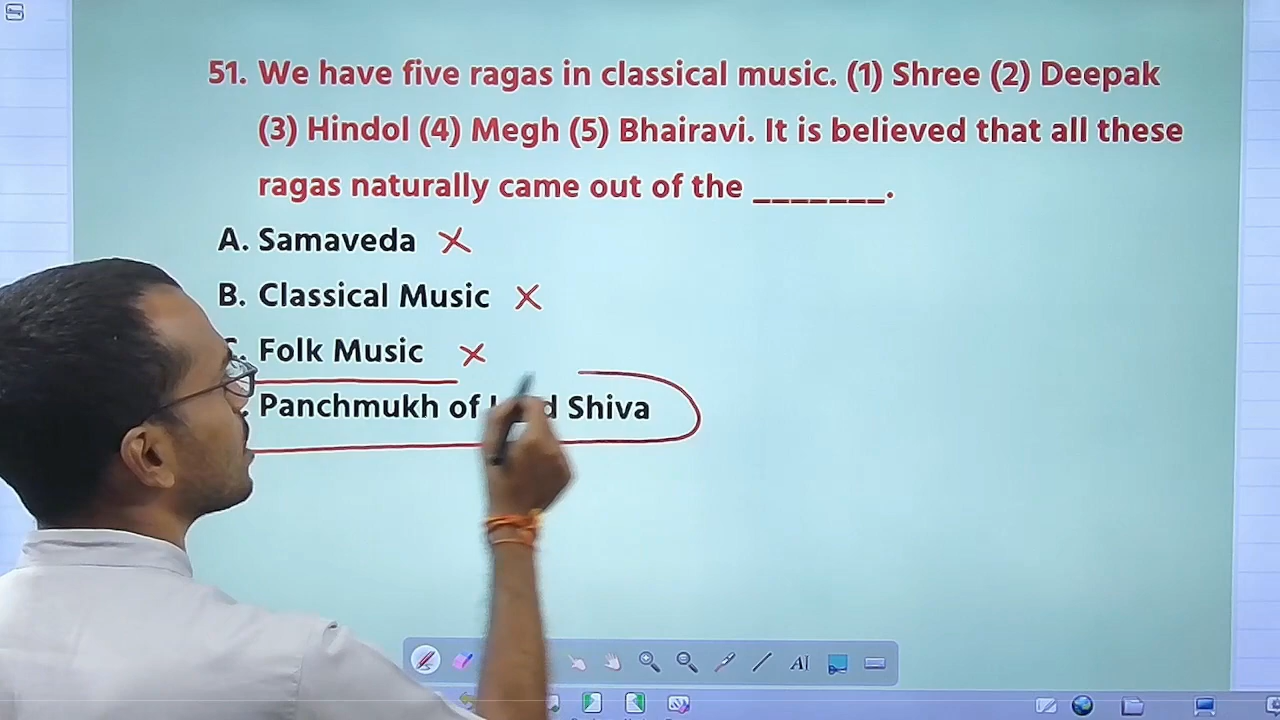 51. We have five ragas in classical music. (1) Shree (2) Deepak
(3) Hindol (4) Megh (5) Bhairavi. It is believed that all these
ragas naturally came out of the _______.
A. Samaveda
B. Classical Music
C. Folk Music
Panchmukh of Shiva
AI